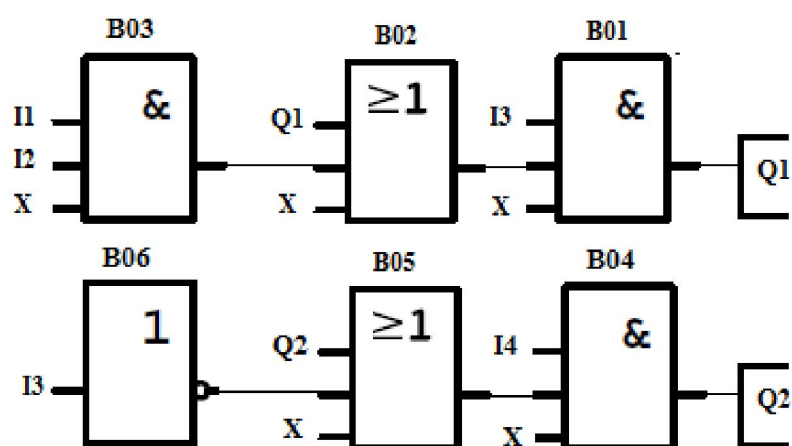 B03 B02 B01
& ≥1 &
I1 Q1 I3
I2 Q1
X X X
B06 B05 B04
1 ≥1 &
Q2 I4
I3 Q2
X X